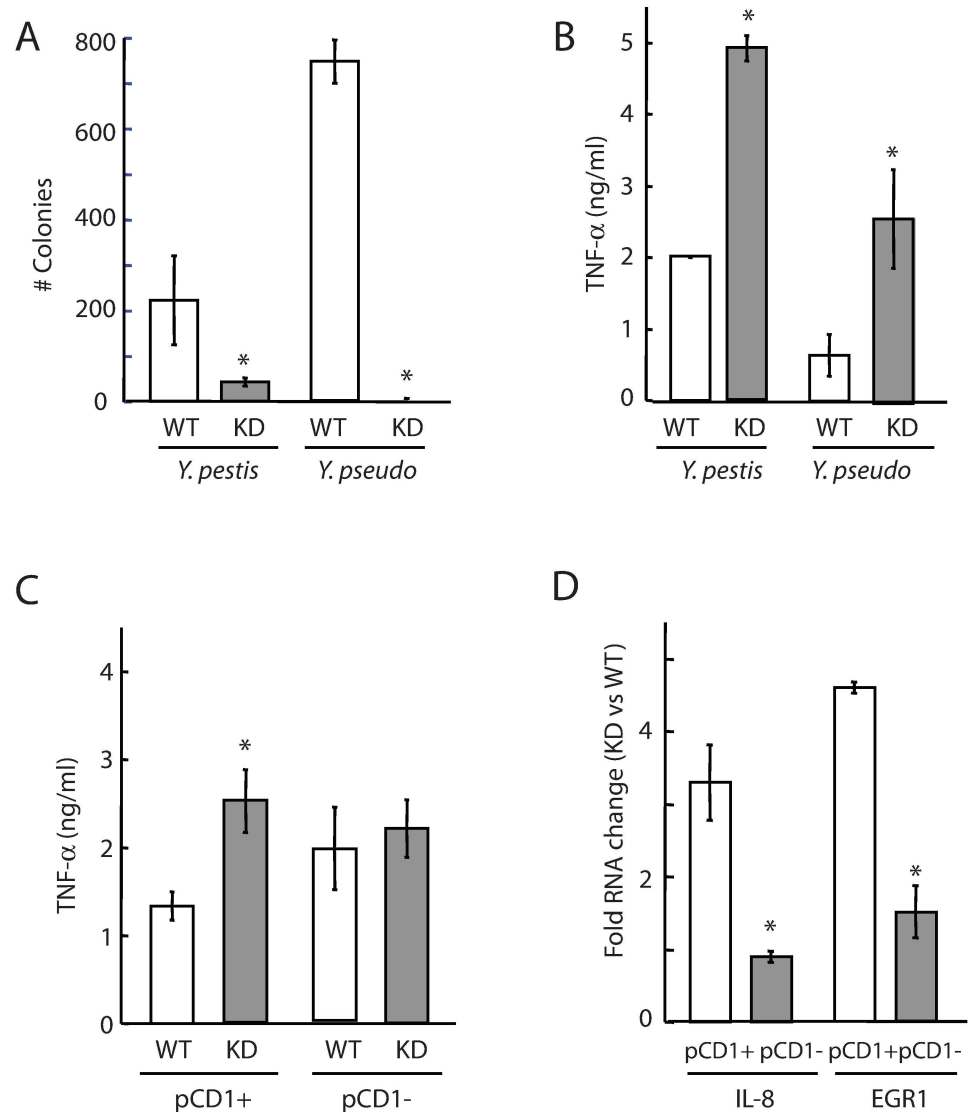 A
# Colonies
800
600
400
200
0
*
*
WT KD WT KD
Y. pestis Y. pseudo
B
TNF-α (ng/ml)
5
4
3
2
1
0
*
*
WT KD WT KD
Y. pestis Y. pseudo
C
TNF-α (ng/ml)
4
3
2
1
0
*
WT KD WT KD
pCD1+ pCD1-
D
Fold RNA change (KD vs WT)
4
2
0
*
*
pCD1+ pCD1- pCD1+pCD1-
IL-8 EGR1